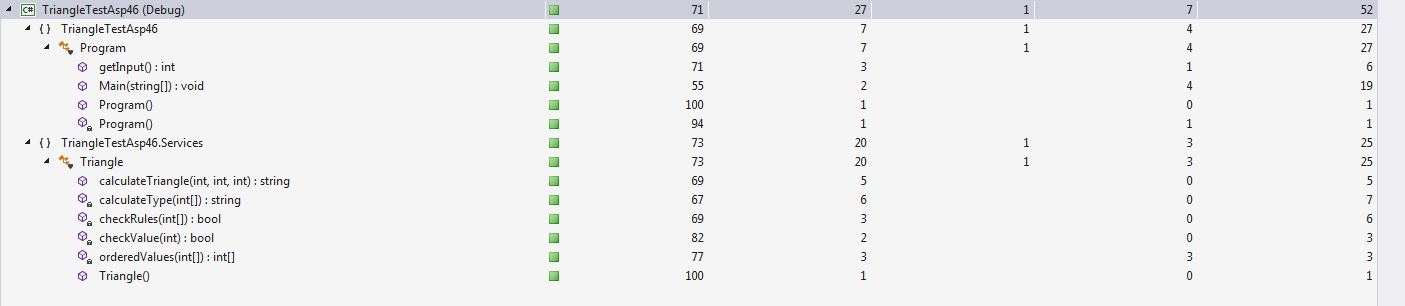 C# TriangleTestAsp46 (Debug) 71 27 1 7 52
{ } TriangleTestAsp46 69 7 1 4 27
Program 69 7 1 4 27
getInput() : int 71 3 1 6
Main(string[]) : void 55 2 4 19
Program() 100 1 0 1
Program() 94 1 1 1
{ } TriangleTestAsp46.Services 73 20 1 3 25
Triangle 73 20 1 3 25
calculateTriangle(int, int, int) : string 69 5 0 5
calculateType(int[]) : string 67 6 0 7
checkRules(int[]) : bool 69 3 0 6
checkValue(int) : bool 82 2 0 3
orderedValues(int[]) : int[] 77 3 3 3
Triangle() 100 1 0 1